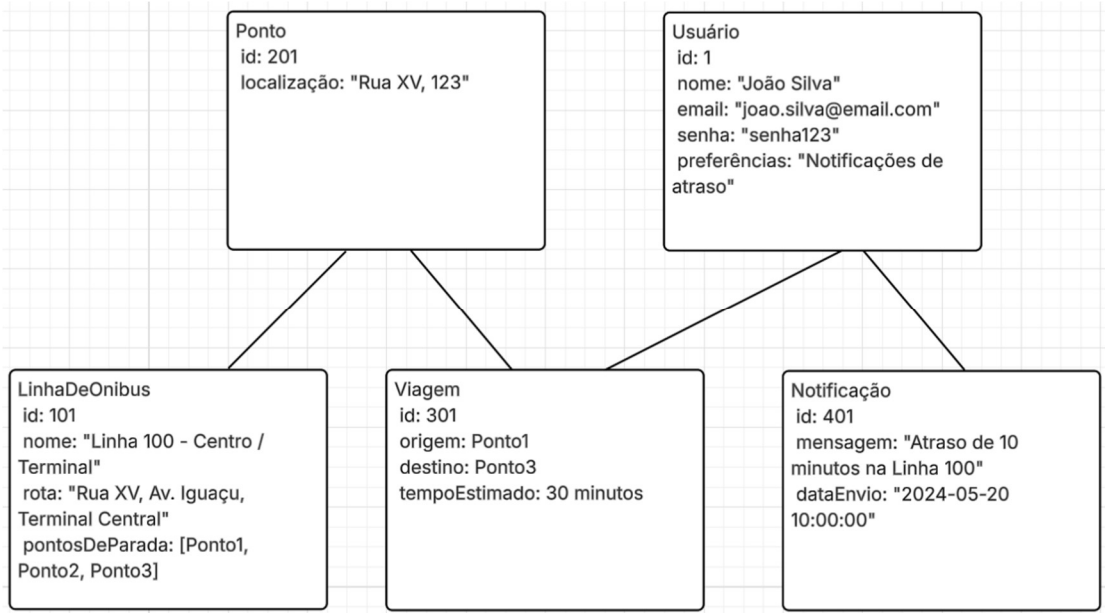 Ponto
id: 201
localização: "Rua XV, 123"
Usuário
id: 1
nome: "João Silva"
email: "joao.silva@email.com"
senha: "senha123"
preferências: "Notificações de
atraso"
LinhaDeOnibus
id: 101
nome: "Linha 100 - Centro /
Terminal"
rota: "Rua XV, Av. Iguaçu,
Terminal Central"
pontosDeParada: [Ponto1,
Ponto2, Ponto3]
Viagem
id: 301
origem: Ponto1
destino: Ponto3
tempoEstimado: 30 minutos
Notificação
id: 401
mensagem: "Atraso de 10
minutos na Linha 100"
dataEnvio: "2024-05-20
10:00:00"